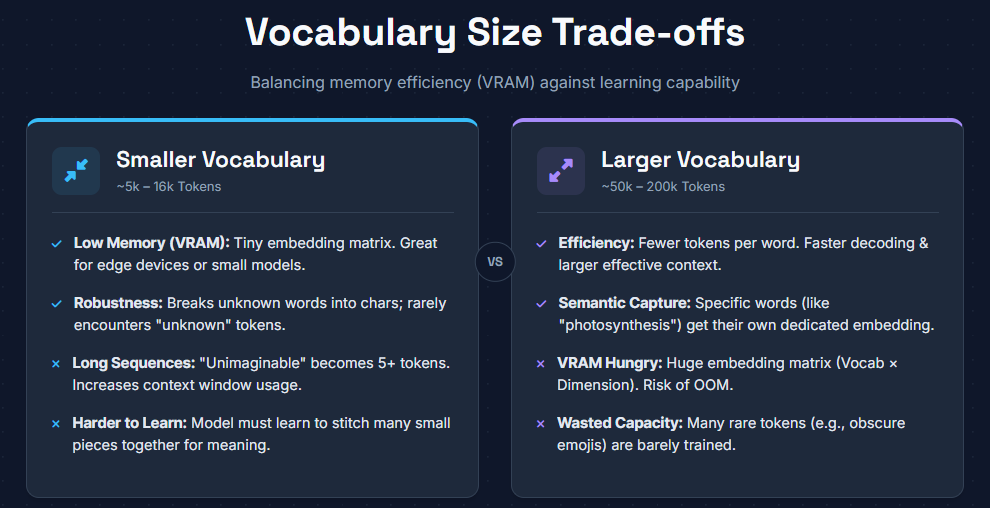 Vocabulary Size Trade-offs
Balancing memory efficiency (VRAM) against learning capability
Smaller Vocabulary
~5k – 16k Tokens
✓ Low Memory (VRAM): Tiny embedding matrix. Great
for edge devices or small models.
✓ Robustness: Breaks unknown words into chars; rarely
encounters "unknown" tokens.
× Long Sequences: "Unimaginable" becomes 5+ tokens.
Increases context window usage.
× Harder to Learn: Model must learn to stitch many small
pieces together for meaning.
VS
Larger Vocabulary
~50k – 200k Tokens
✓ Efficiency: Fewer tokens per word. Faster decoding &
larger effective context.
✓ Semantic Capture: Specific words (like
"photosynthesis") get their own dedicated embedding.
× VRAM Hungry: Huge embedding matrix (Vocab ×
Dimension). Risk of OOM.
× Wasted Capacity: Many rare tokens (e.g., obscure
emojis) are barely trained.